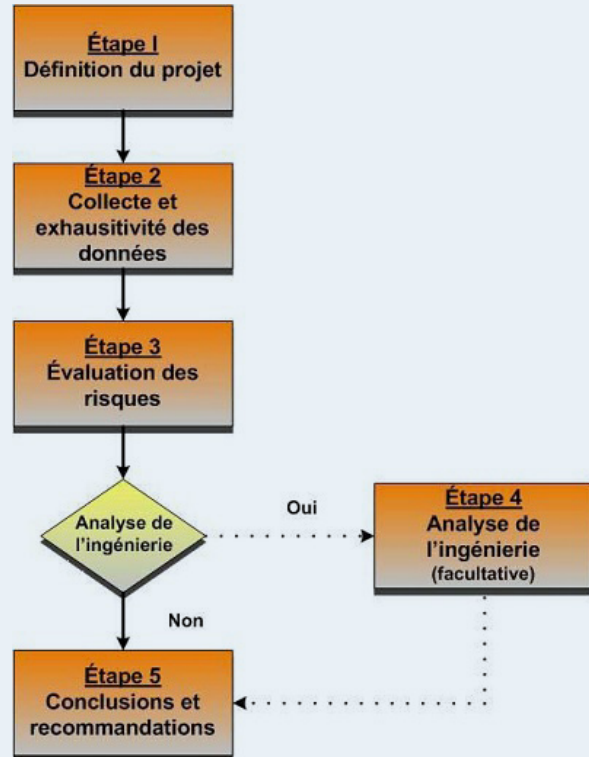 Étape I
Définition du projet
Étape 2
Collecte et
exhausitivité des
données
Étape 3
Évaluation des
risques
Analyse de
l'ingénierie
Oui
Étape 4
Analyse de
l'ingénierie
(facultative)
Non
Étape 5
Conclusions et
recommandations